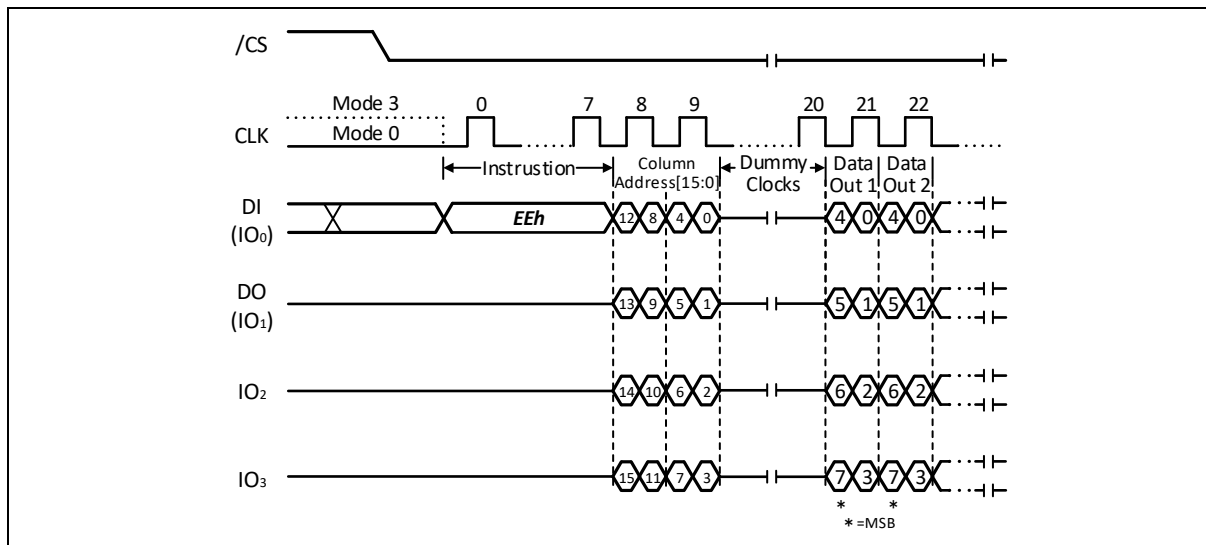 /CS
Mode 3 0 7 8 9 20 21 22
CLK Mode 0
Instrustion Column Address[15:0] Dummy Clocks Data Out 1 Data Out 2
DI (IO0) EEh 12 8 4 0 4 0 4 0
DO (IO1) 13 9 5 1 5 1 5 1
IO2 14 10 6 2 6 2 6 2
IO3 15 11 7 3 7 3 7 3
* *
* =MSB